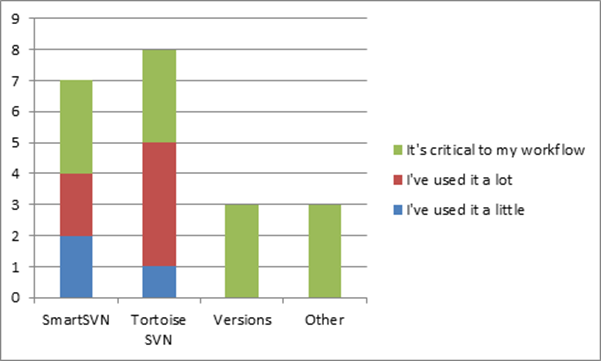 9
8
7
6
5
4
3
2
1
0
SmartSVN
Tortoise
SVN
Versions
Other
It's critical to my workflow
I've used it a lot
I've used it a little